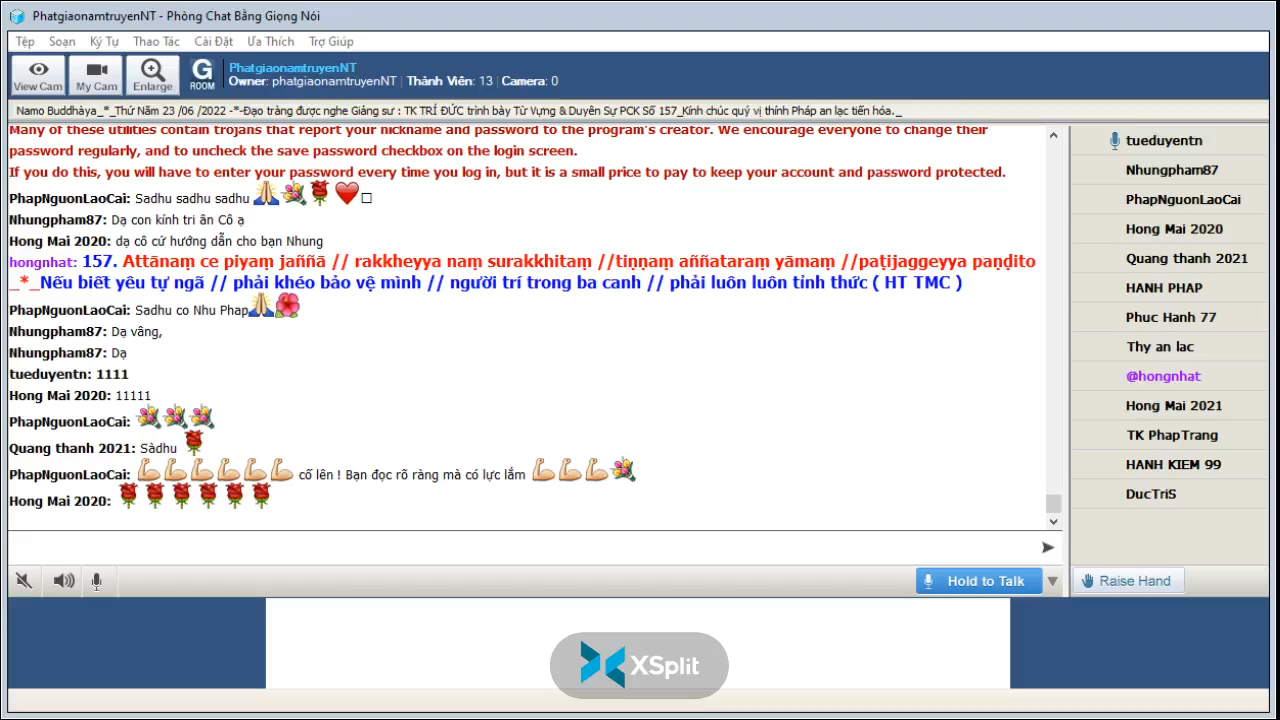 PhatgiaonamtruyenNT - Phòng Chat Bằng Giọng Nói
Tệp Soạn Ký Tự Thao Tác Cài Đặt Ưa Thích Trợ Giúp
View Cam My Cam Enlarge G ROOM
PhatgiaonamtruyenNT
Owner: phatgiaonamtruyenNT | Thành Viên: 13 | Camera: 0
Namo Buddhàya_*_Thứ Năm 23 /06 /2022 -*-Đạo tràng được nghe Giảng sư : TK TRÍ ĐỨC trình bày Từ Vựng & Duyên Sự PCK Số 157_Kính chúc quý vị thính Pháp an lạc tiến hóa._
Many of these utilities contain trojans that report your nickname and password to the program's creator. We encourage everyone to change their
password regularly, and to uncheck the save password checkbox on the login screen.
If you do this, you will have to enter your password every time you log in, but it is a small price to pay to keep your account and password protected.
PhapNguonLaoCai: Sadhu sadhu sadhu 🙏💐🌹❤️□
Nhungpham87: Dạ con kính tri ân Cô ạ
Hong Mai 2020: dạ cô cứ hướng dẫn cho bạn Nhung
hongnhat: 157. Attānaṃ ce piyaṃ jaññā // rakkheyya naṃ surakkhitaṃ //tiṇṇaṃ aññataraṃ yāmaṃ //paṭijaggeyya paṇḍito
_*_Nếu biết yêu tự ngã // phải khéo bảo vệ mình // người trí trong ba canh // phải luôn luôn tỉnh thức ( HT TMC )
PhapNguonLaoCai: Sadhu co Nhu Phap🙏🌺
Nhungpham87: Dạ vâng,
Nhungpham87: Dạ
tueduyentn: 1111
Hong Mai 2020: 11111
PhapNguonLaoCai: 💐💐💐
Quang thanh 2021: Sàdhu 🌹
PhapNguonLaoCai: 💪💪💪💪💪💪 cố lên ! Bạn đọc rõ ràng mà có lực lắm 💪💪💪💐
Hong Mai 2020: 🌹🌹🌹🌹🌹🌹
Hold to Talk
tueduyentn
Nhungpham87
PhapNguonLaoCai
Hong Mai 2020
Quang thanh 2021
HANH PHAP
Phuc Hanh 77
Thy an lac
@hongnhat
Hong Mai 2021
TK PhapTrang
HANH KIEM 99
DucTriS
Raise Hand
XSplit